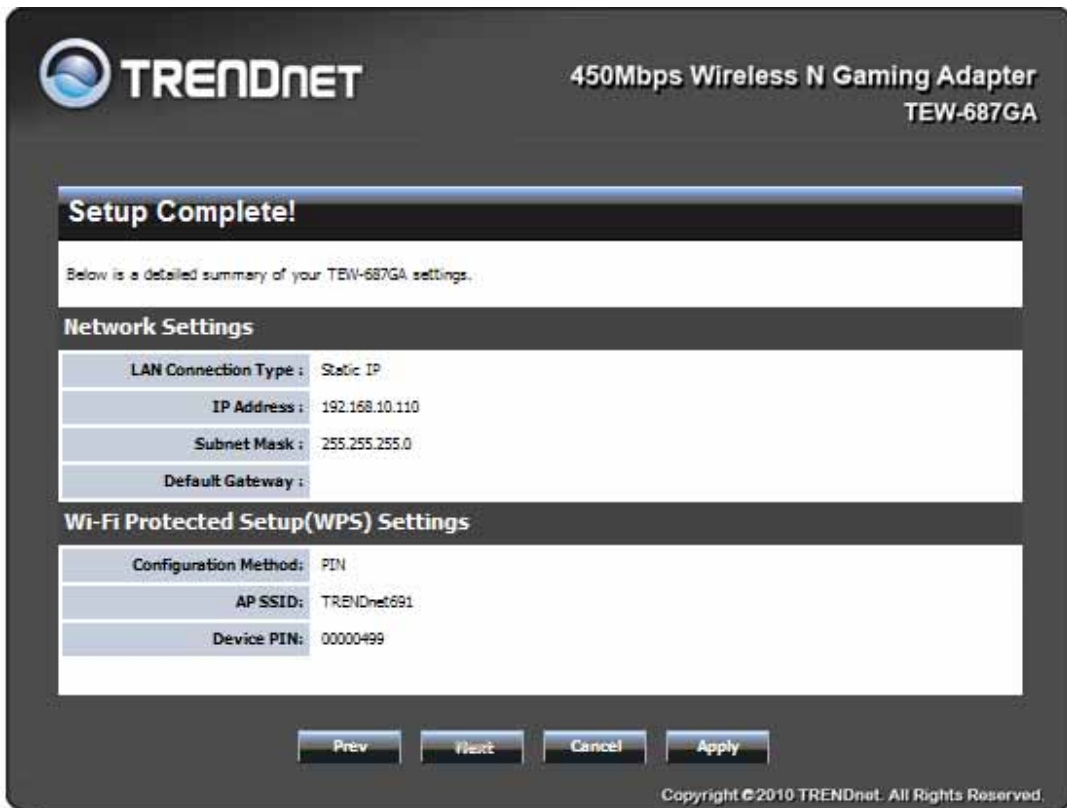 TRENDnet
450Mbps Wireless N Gaming Adapter
TEW-687GA
Setup Complete!
Below is a detailed summary of your TEW-687GA settings.
Network Settings
LAN Connection Type : Static IP
IP Address : 192.168.10.110
Subnet Mask : 255.255.255.0
Default Gateway :
Wi-Fi Protected Setup(WPS) Settings
Configuration Method: PIN
AP SSID: TRENDnet691
Device PIN: 00000499
Prev Next Cancel Apply
Copyright © 2010 TRENDnet. All Rights Reserved.